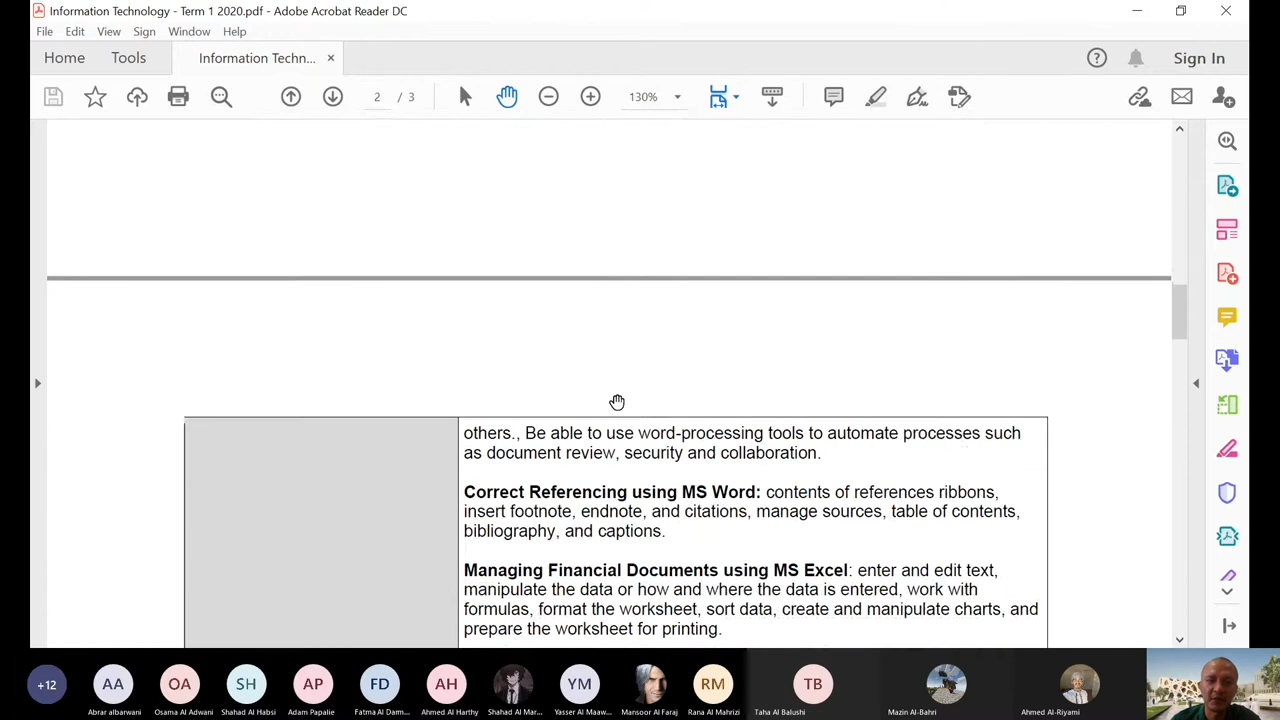 Information Technology - Term 1 2020.pdf - Adobe Acrobat Reader DC
File Edit View Sign Window Help
Home Tools Information Techn... × Sign In
2 / 3 130%
others., Be able to use word-processing tools to automate processes such
as document review, security and collaboration.
Correct Referencing using MS Word: contents of references ribbons,
insert footnote, endnote, and citations, manage sources, table of contents,
bibliography, and captions.
Managing Financial Documents using MS Excel: enter and edit text,
manipulate the data or how and where the data is entered, work with
formulas, format the worksheet, sort data, create and manipulate charts, and
prepare the worksheet for printing.
+12 AA OA SH AP FD AH YM RM TB
Abrar albarwani Osama Al Adwani Shahad Al Habsi Adam Papalie Fatma Al Darm... Ahmed Al Harthy Shahad Al Mar... Yasser Al Maaw... Mansoor Al Faraj Rana Al Mahrizi Taha Al Balushi Mazin Al-Bahri Ahmed Al-Riyami